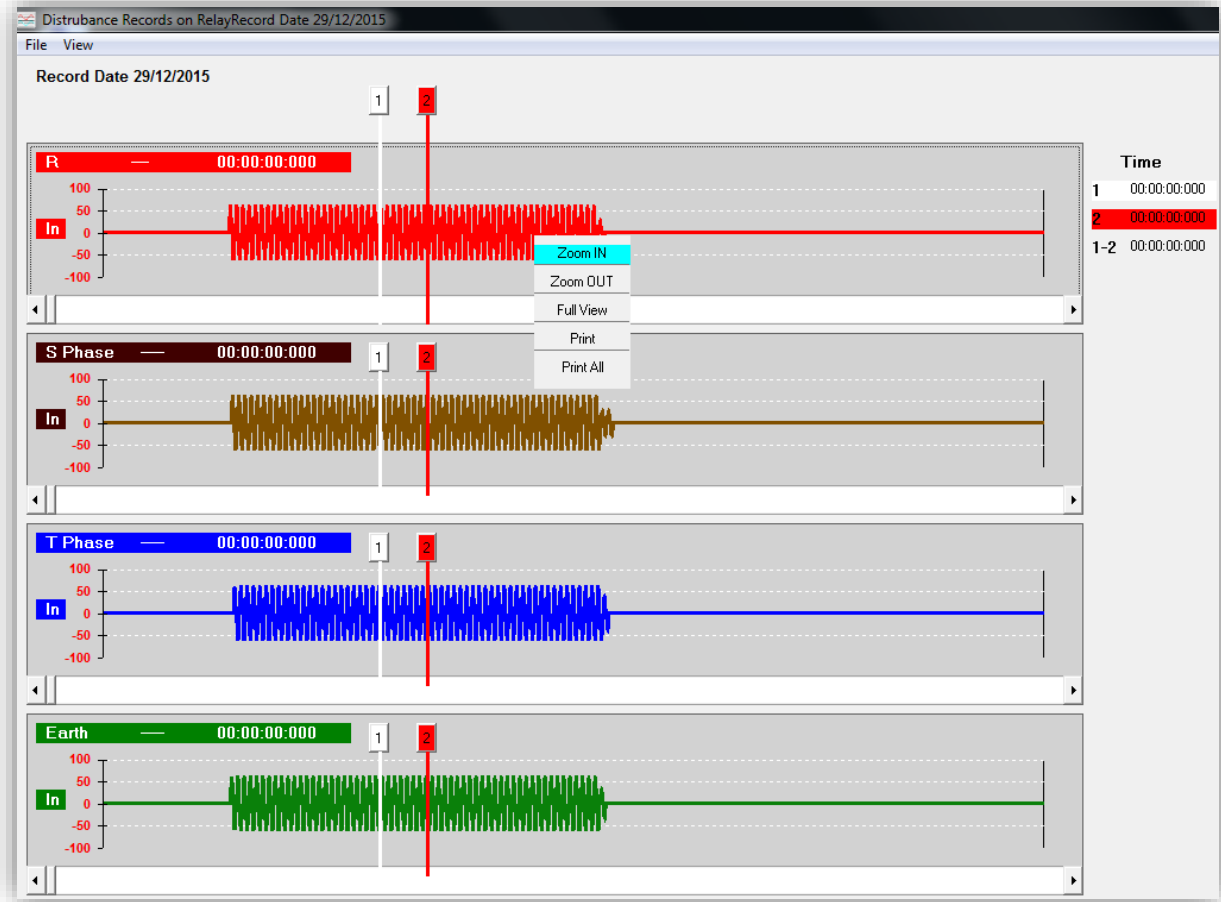 Distrubance Records on RelayRecord Date 29/12/2015
File View
Record Date 29/12/2015
1 2
R — 00:00:00:000
100
50
In 0
-50
-100
Time
1 00:00:00:000
2 00:00:00:000
1-2 00:00:00:000
Zoom IN
Zoom OUT
Full View
Print
Print All
S Phase — 00:00:00:000
1 2
100
50
In 0
-50
-100
T Phase — 00:00:00:000
1 2
100
50
In 0
-50
-100
Earth — 00:00:00:000
1 2
100
50
In 0
-50
-100